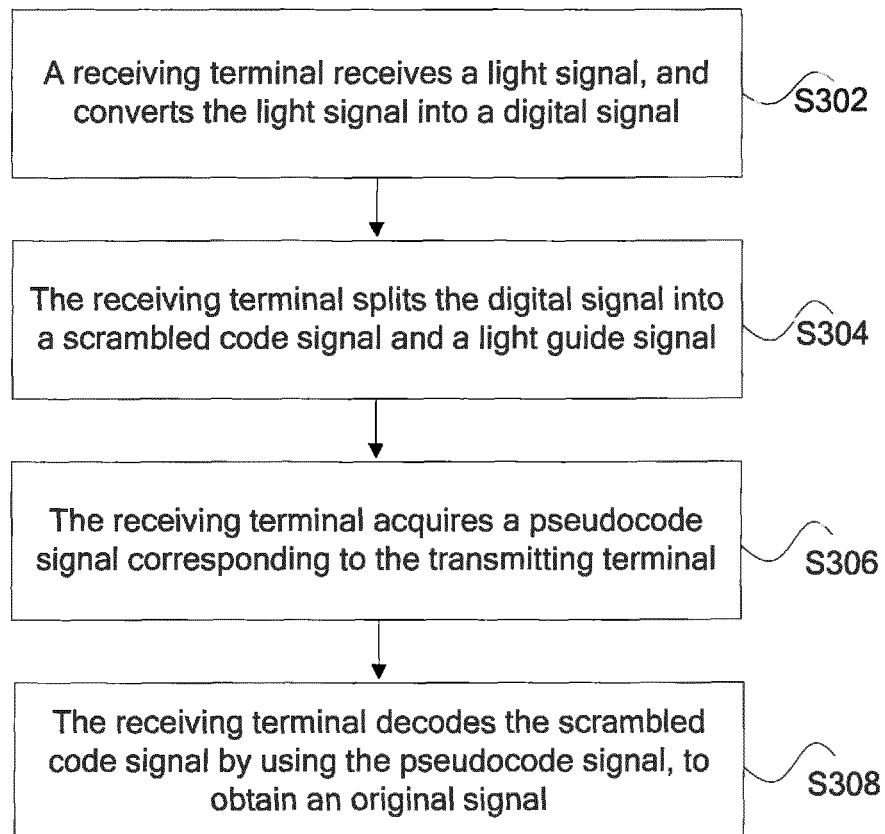 A receiving terminal receives a light signal, and
converts the light signal into a digital signal
S302
The receiving terminal splits the digital signal into
a scrambled code signal and a light guide signal
S304
The receiving terminal acquires a pseudocode
signal corresponding to the transmitting terminal
S306
The receiving terminal decodes the scrambled
code signal by using the pseudocode signal, to
obtain an original signal
S308